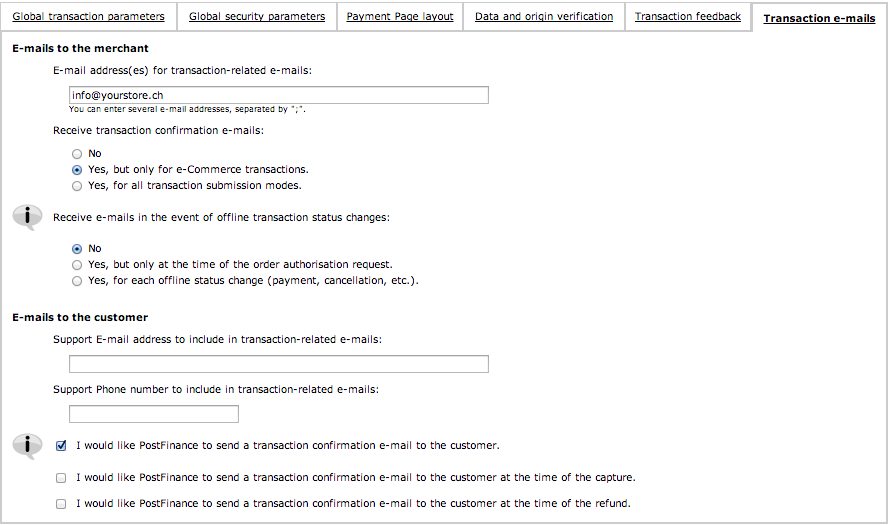 Global transaction parameters Global security parameters Payment Page layout Data and origin verification Transaction feedback Transaction e-mails
E-mails to the merchant
E-mail address(es) for transaction-related e-mails:
info@yourstore.ch
You can enter several e-mail addresses, separated by ";".
Receive transaction confirmation e-mails:
No
Yes, but only for e-Commerce transactions.
Yes, for all transaction submission modes.
i Receive e-mails in the event of offline transaction status changes:
No
Yes, but only at the time of the order authorisation request.
Yes, for each offline status change (payment, cancellation, etc.).
E-mails to the customer
Support E-mail address to include in transaction-related e-mails:
Support Phone number to include in transaction-related e-mails:
i I would like PostFinance to send a transaction confirmation e-mail to the customer.
I would like PostFinance to send a transaction confirmation e-mail to the customer at the time of the capture.
I would like PostFinance to send a transaction confirmation e-mail to the customer at the time of the refund.